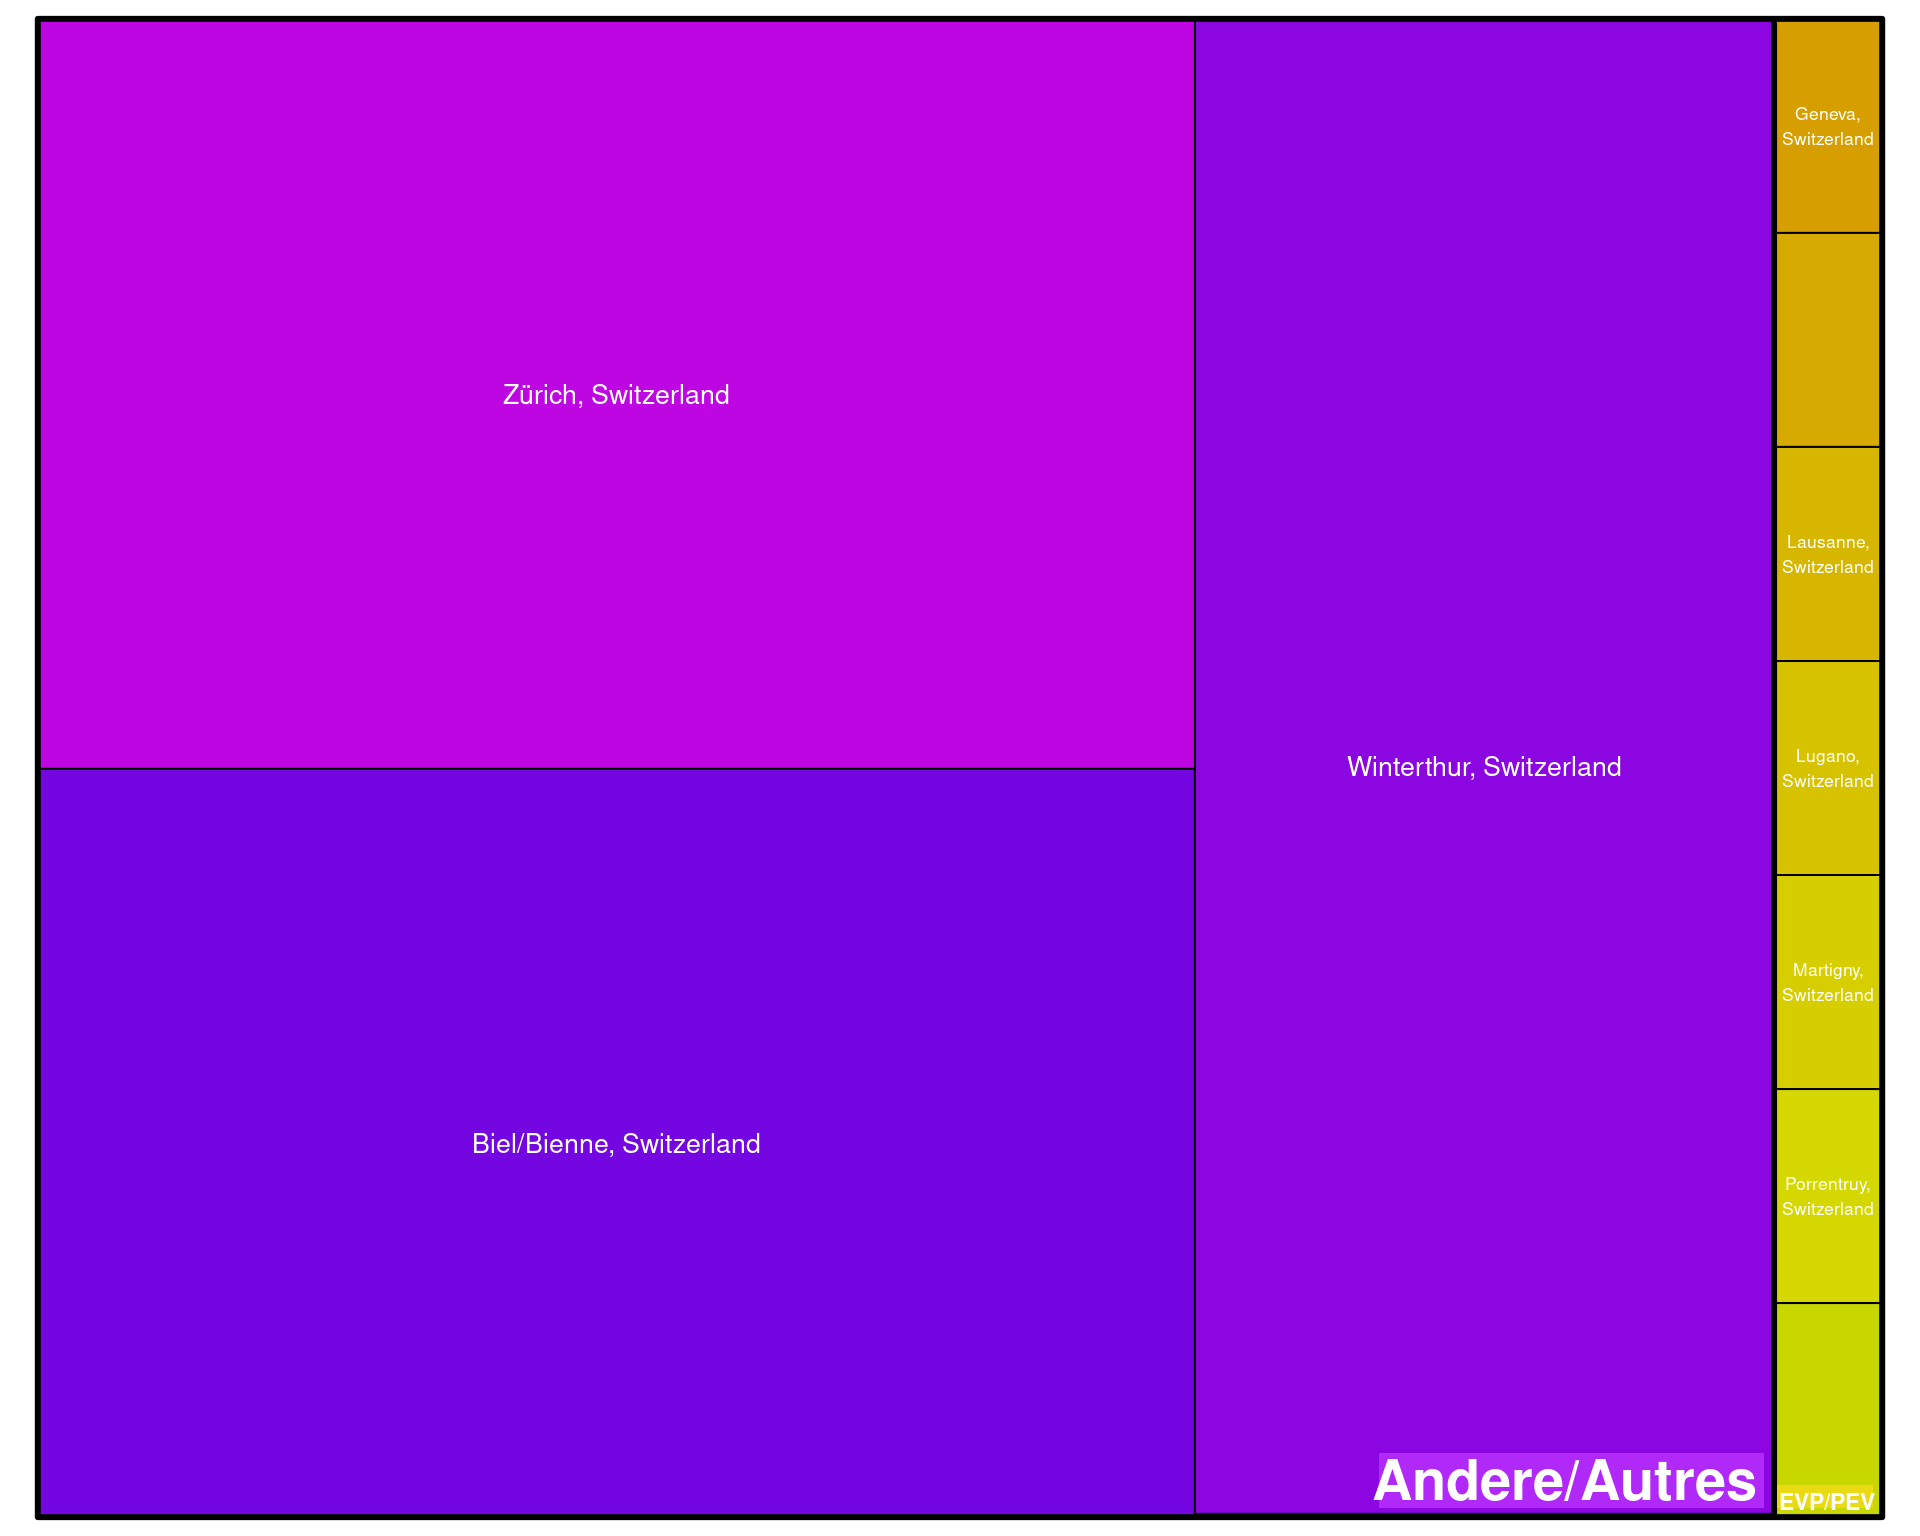 Zürich, Switzerland
Biel/Bienne, Switzerland
Winterthur, Switzerland
Andere/Autres
Geneva,
Switzerland
Lausanne,
Switzerland
Lugano,
Switzerland
Martigny,
Switzerland
Porrentruy,
Switzerland
EVP/PEV